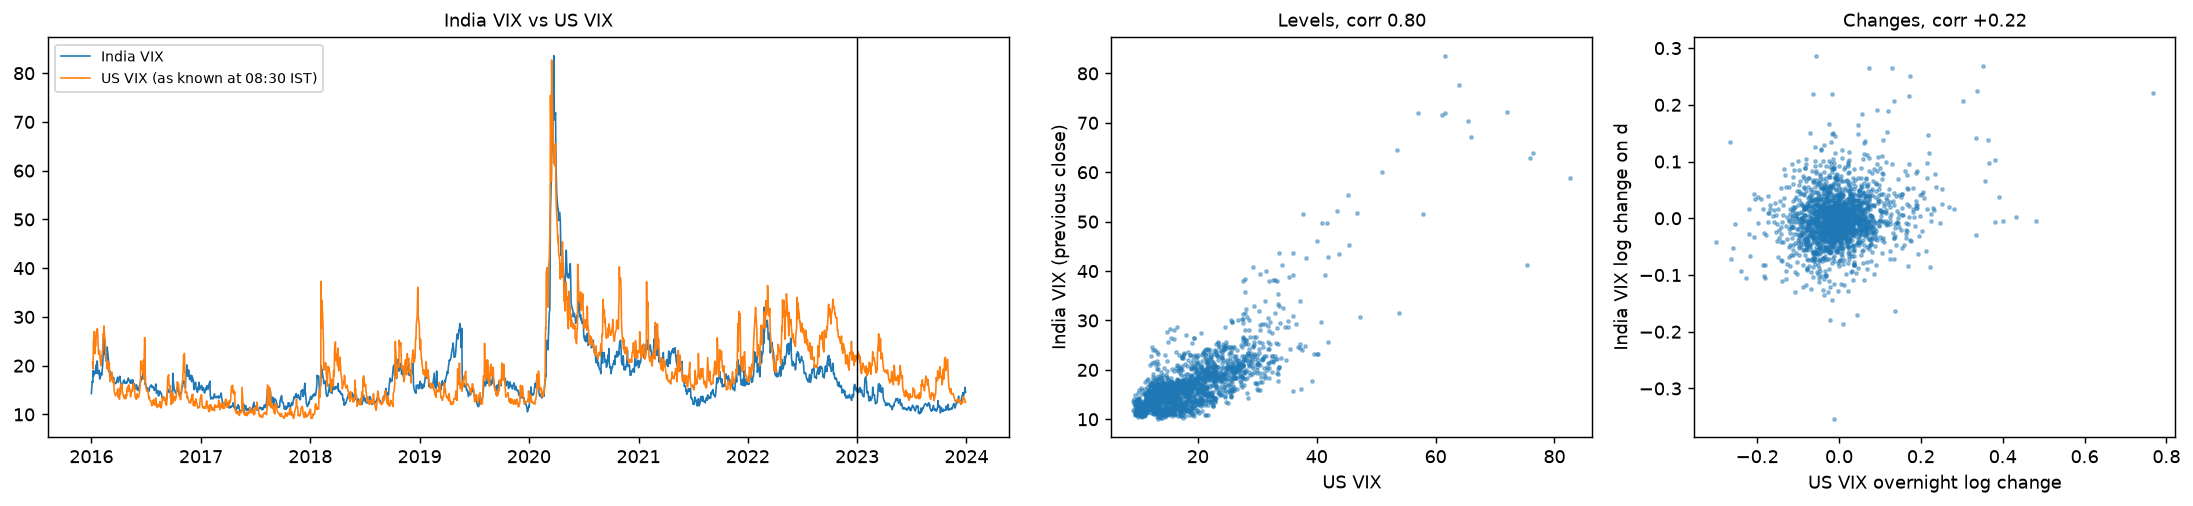 India VIX vs US VIX
India VIX
US VIX (as known at 08:30 IST)
80
70
60
50
40
30
20
10
2016 2017 2018 2019 2020 2021 2022 2023 2024
Levels, corr 0.80
India VIX (previous close)
80
70
60
50
40
30
20
10
20 40 60 80
US VIX
Changes, corr +0.22
India VIX log change on d
0.3
0.2
0.1
0.0
−0.1
−0.2
−0.3
−0.2 0.0 0.2 0.4 0.6 0.8
US VIX overnight log change